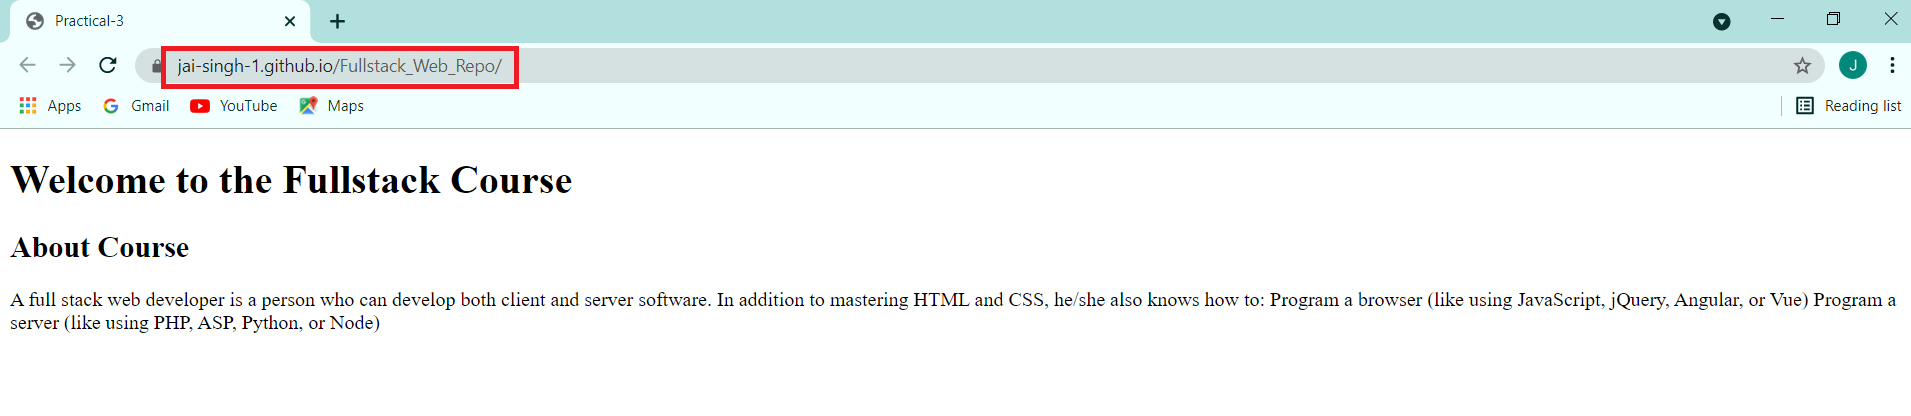 Practical-3
jai-singh-1.github.io/Fullstack_Web_Repo/
J
Apps Gmail YouTube Maps Reading list
Welcome to the Fullstack Course
About Course
A full stack web developer is a person who can develop both client and server software. In addition to mastering HTML and CSS, he/she also knows how to: Program a browser (like using JavaScript, jQuery, Angular, or Vue) Program a
server (like using PHP, ASP, Python, or Node)